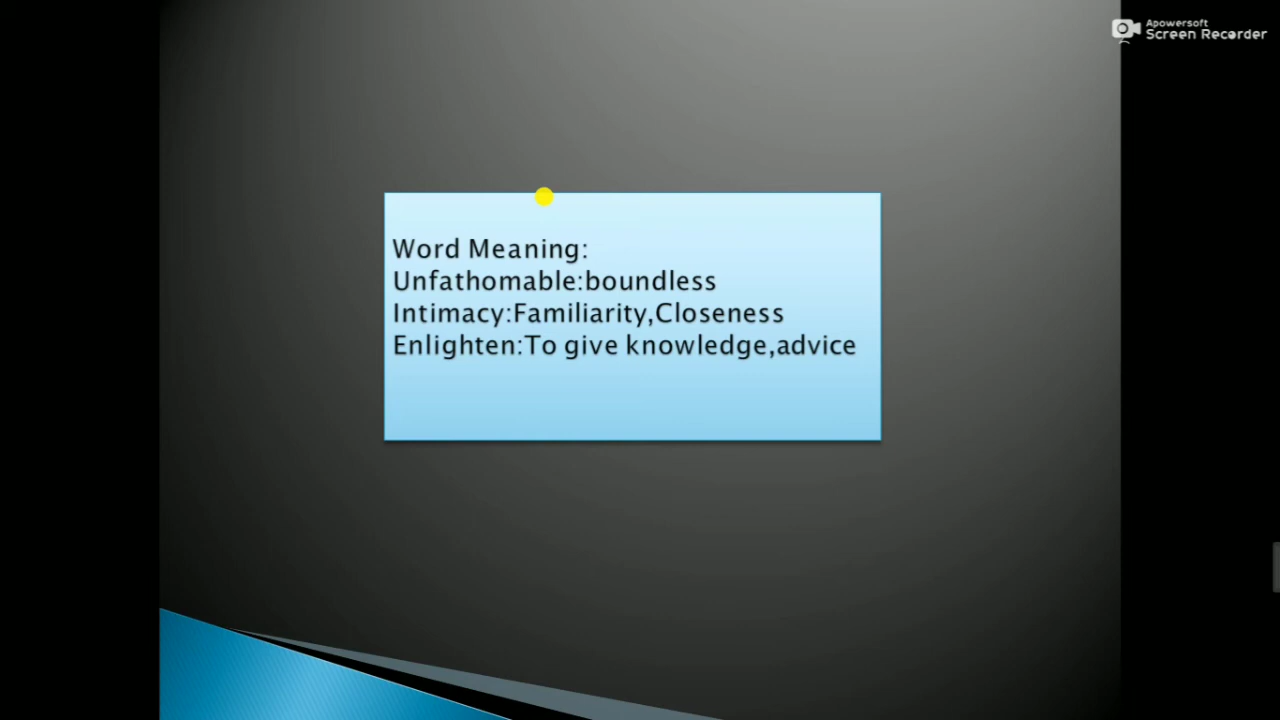 Apowersoft
Screen Recorder
Word Meaning:
Unfathomable:boundless
Intimacy:Familiarity,Closeness
Enlighten:To give knowledge,advice